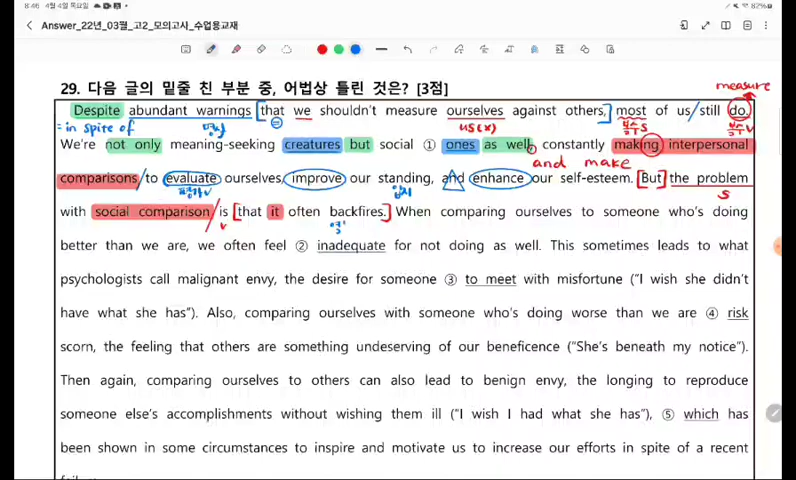 8:46 4월 4일 목요일
82%
Answer_22년_03월_고2_모의고사_수업용교재
29. 다음 글의 밑줄 친 부분 중, 어법상 틀린 것은? [3점]
measure
Despite abundant warnings [that we shouldn't measure ourselves against others,] most of us/still do.
= in spite of us(x) S V
We're not only meaning-seeking creatures but social ① ones as well, constantly making interpersonal
and make
comparisons/to evaluate ourselves, improve our standing, and enhance our self-esteem. [But] the problem
V S
with social comparison/is [that it often backfires.] When comparing ourselves to someone who's doing
V
better than we are, we often feel ② inadequate for not doing as well. This sometimes leads to what
psychologists call malignant envy, the desire for someone ③ to meet with misfortune ("I wish she didn't
have what she has"). Also, comparing ourselves with someone who's doing worse than we are ④ risk
scorn, the feeling that others are something undeserving of our beneficence ("She's beneath my notice").
Then again, comparing ourselves to others can also lead to benign envy, the longing to reproduce
someone else's accomplishments without wishing them ill ("I wish I had what she has"), ⑤ which has
been shown in some circumstances to inspire and motivate us to increase our efforts in spite of a recent